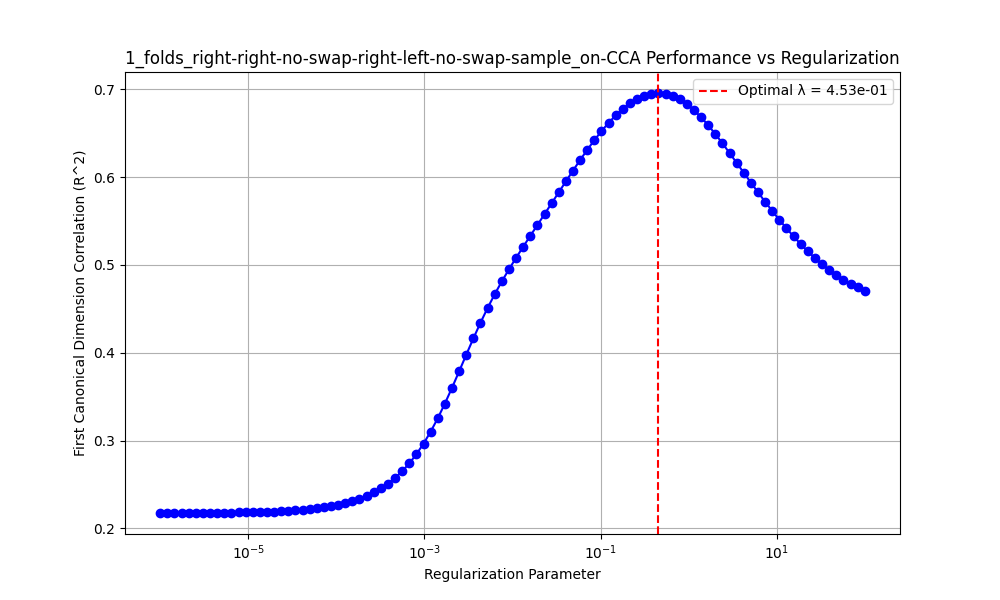 1_folds_right-right-no-swap-right-left-no-swap-sample_on-CCA Performance vs Regularization
Optimal λ = 4.53e-01
First Canonical Dimension Correlation (R^2)
0.7
0.6
0.5
0.4
0.3
0.2
10⁻⁵
10⁻³
10⁻¹
10¹
Regularization Parameter